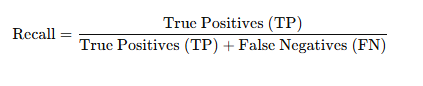 Recall = True Positives (TP) / True Positives (TP) + False Negatives (FN)